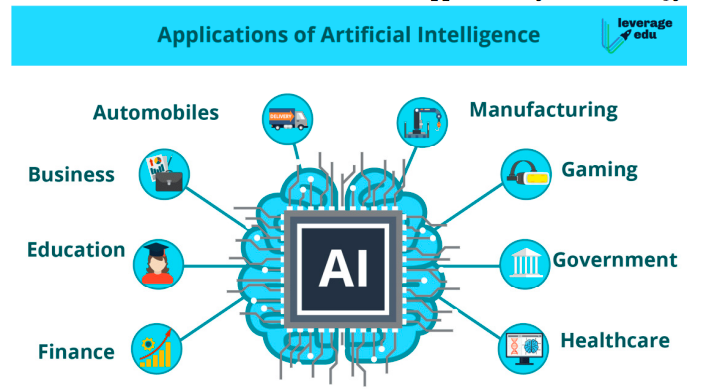 Applications of Artificial Intelligence
leverage
edu
Automobiles
DELIVERY
Manufacturing
Business
Gaming
Education
AI
Government
Finance
Healthcare